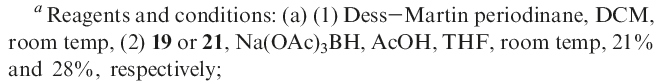 a Reagents and conditions: (a) (1) Dess−Martin periodinane, DCM,
room temp, (2) 19 or 21, Na(OAc)3BH, AcOH, THF, room temp, 21%
and 28%, respectively;